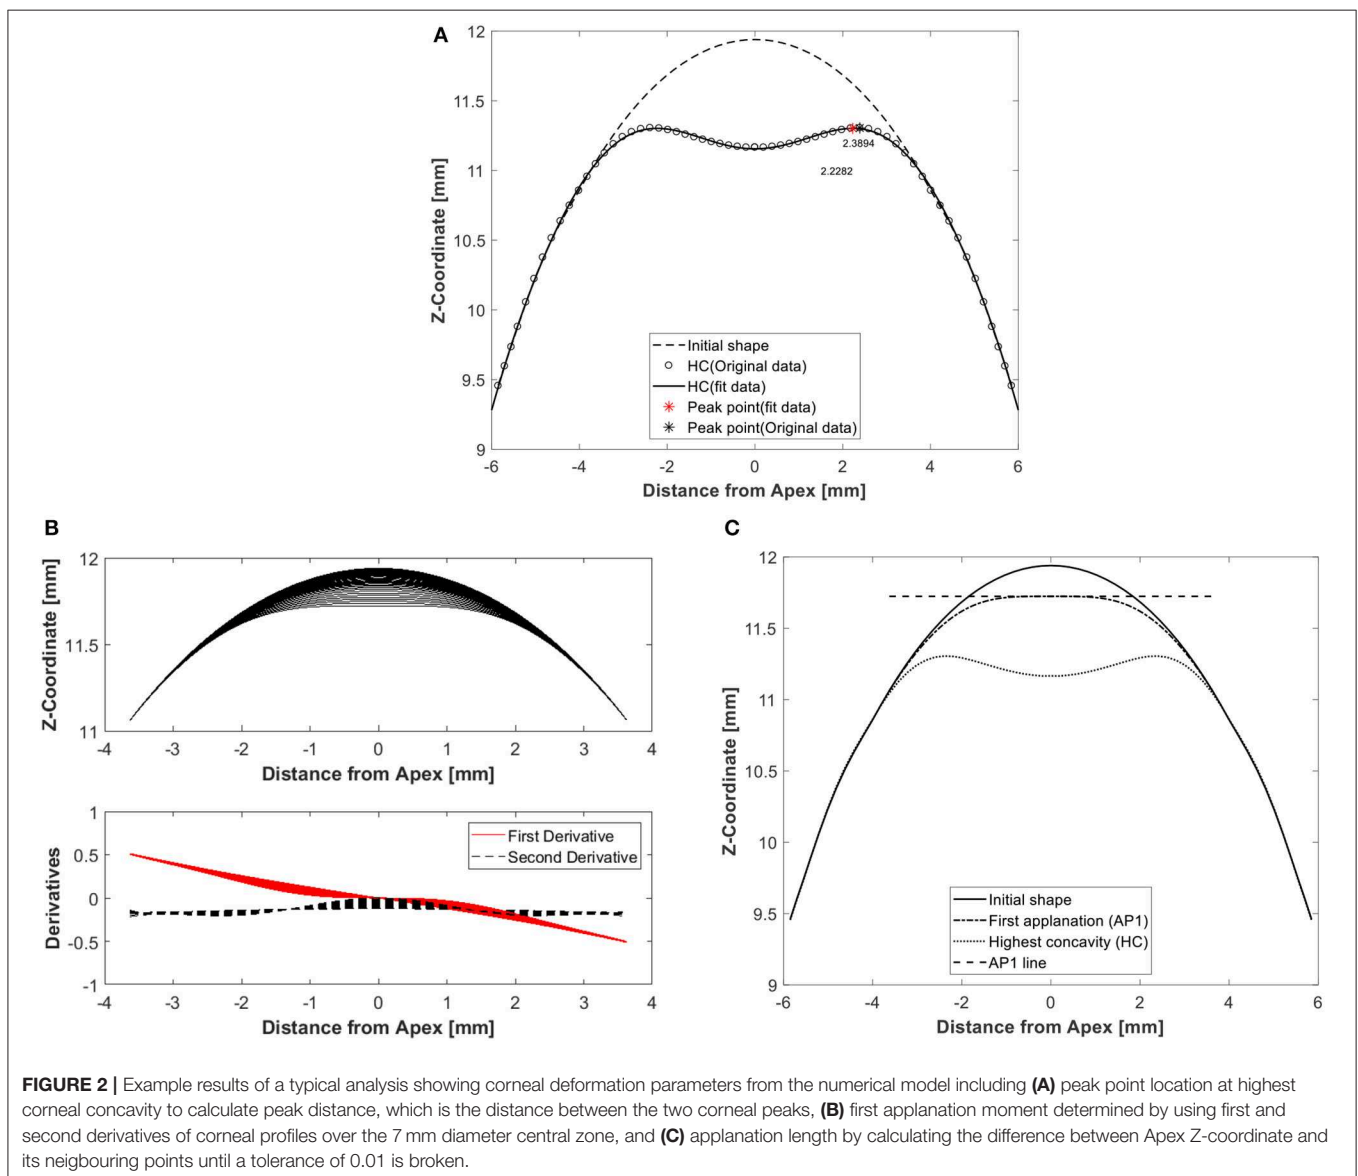 A
12
11.5
11
10.5
10
9.5
9
Z-Coordinate [mm]
2.3894
2.2282
Initial shape
HC(Original data)
HC(fit data)
Peak point(fit data)
Peak point(Original data)
-6 -4 -2 0 2 4 6
Distance from Apex [mm]
B
12
11.5
11
Z-Coordinate [mm]
-4 -3 -2 -1 0 1 2 3 4
Distance from Apex [mm]
1
0.5
0
-0.5
-1
Derivatives
First Derivative
Second Derivative
-4 -3 -2 -1 0 1 2 3 4
Distance from Apex [mm]
C
12
11.5
11
10.5
10
9.5
9
Z-Coordinate [mm]
Initial shape
First applanation (AP1)
Highest concavity (HC)
AP1 line
-6 -4 -2 0 2 4 6
Distance from Apex [mm]
FIGURE 2 | Example results of a typical analysis showing corneal deformation parameters from the numerical model including (A) peak point location at highest
corneal concavity to calculate peak distance, which is the distance between the two corneal peaks, (B) first applanation moment determined by using first and
second derivatives of corneal profiles over the 7 mm diameter central zone, and (C) applanation length by calculating the difference between Apex Z-coordinate and
its neigbouring points until a tolerance of 0.01 is broken.